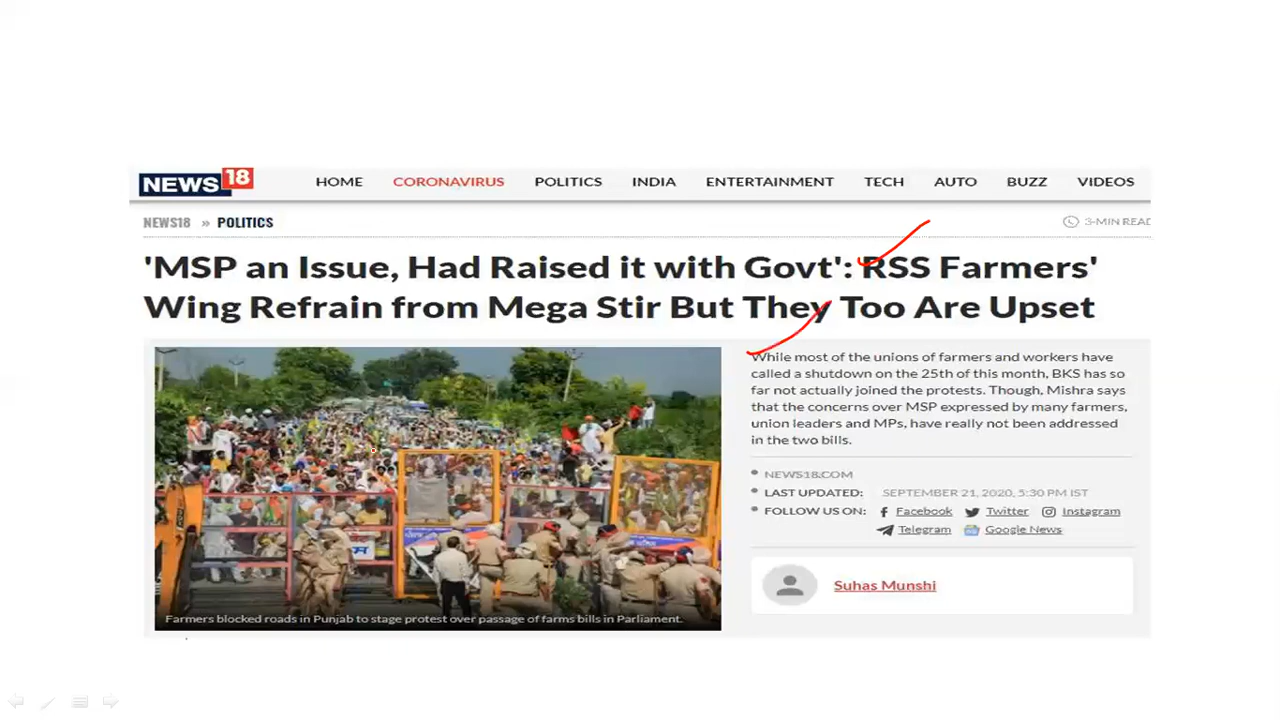 NEWS 18
HOME CORONAVIRUS POLITICS INDIA ENTERTAINMENT TECH AUTO BUZZ VIDEOS
NEWS18 » POLITICS 3-MIN READ
'MSP an Issue, Had Raised it with Govt': RSS Farmers'
Wing Refrain from Mega Stir But They Too Are Upset
While most of the unions of farmers and workers have
called a shutdown on the 25th of this month, BKS has so
far not actually joined the protests. Though, Mishra says
that the concerns over MSP expressed by many farmers,
union leaders and MPs, have really not been addressed
in the two bills.
NEWS18.COM
LAST UPDATED: SEPTEMBER 21, 2020, 5:30 PM IST
FOLLOW US ON: Facebook Twitter Instagram
Telegram Google News
Suhas Munshi
Farmers blocked roads in Punjab to stage protest over passage of farms bills in Parliament.